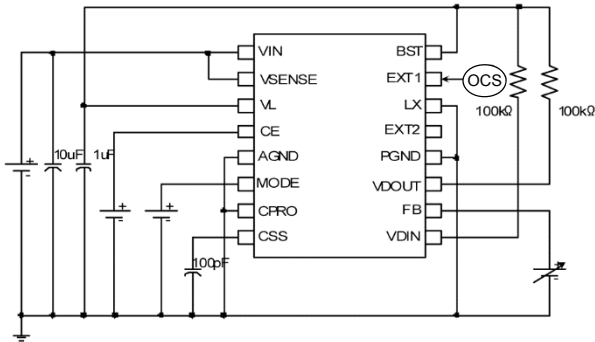 VIN
BST
VSENSE
EXT1
OCS
VL
LX
100kΩ
100kΩ
CE
EXT2
10uF
1uF
AGND
PGND
MODE
VDOUT
CPRO
FB
CSS
VDIN
100pF